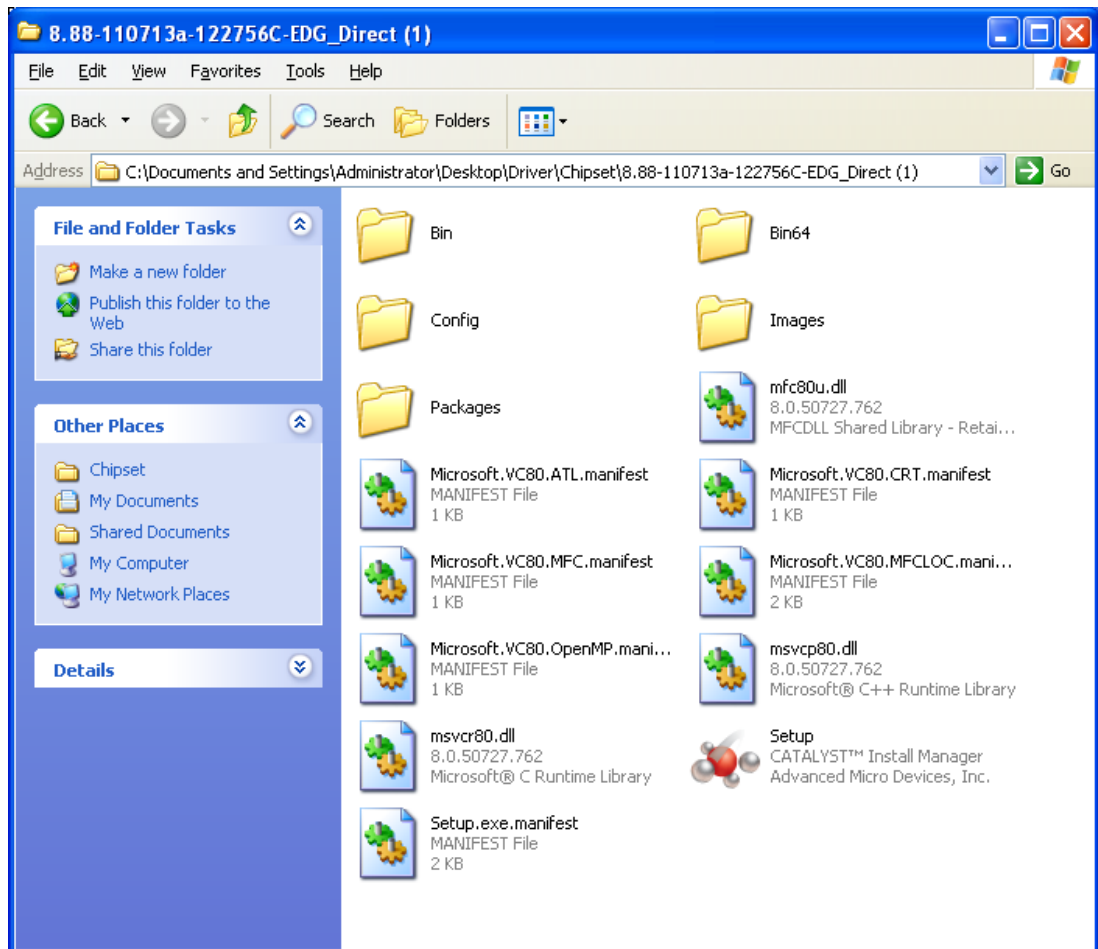 8.88-110713a-122756C-EDG_Direct (1)
File Edit View Favorites Tools Help
Back Search Folders
Address C:\Documents and Settings\Administrator\Desktop\Driver\Chipset\8.88-110713a-122756C-EDG_Direct (1) Go
File and Folder Tasks
Make a new folder
Publish this folder to the
Web
Share this folder
Other Places
Chipset
My Documents
Shared Documents
My Computer
My Network Places
Details
Bin
Bin64
Config
Images
Packages
mfc80u.dll
8.0.50727.762
MFCDLL Shared Library - Retai...
Microsoft.VC80.ATL.manifest
MANIFEST File
1 KB
Microsoft.VC80.CRT.manifest
MANIFEST File
1 KB
Microsoft.VC80.MFC.manifest
MANIFEST File
1 KB
Microsoft.VC80.MFCLOC.mani...
MANIFEST File
2 KB
Microsoft.VC80.OpenMP.mani...
MANIFEST File
1 KB
msvcp80.dll
8.0.50727.762
Microsoft® C++ Runtime Library
msvcr80.dll
8.0.50727.762
Microsoft® C Runtime Library
Setup
CATALYST™ Install Manager
Advanced Micro Devices, Inc.
Setup.exe.manifest
MANIFEST File
2 KB